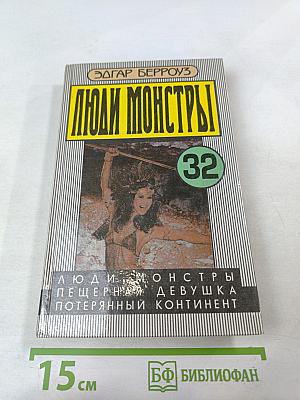 ЭДГАР БЕРРОУЗ
ЛЮДИ МОНСТРЫ
32
ЛЮДИ МОНСТРЫ
ПЕЩЕРНАЯ ДЕВУШКА
ПОТЕРЯННЫЙ КОНТИНЕНТ
15 см
БФ БИБЛИОФАН